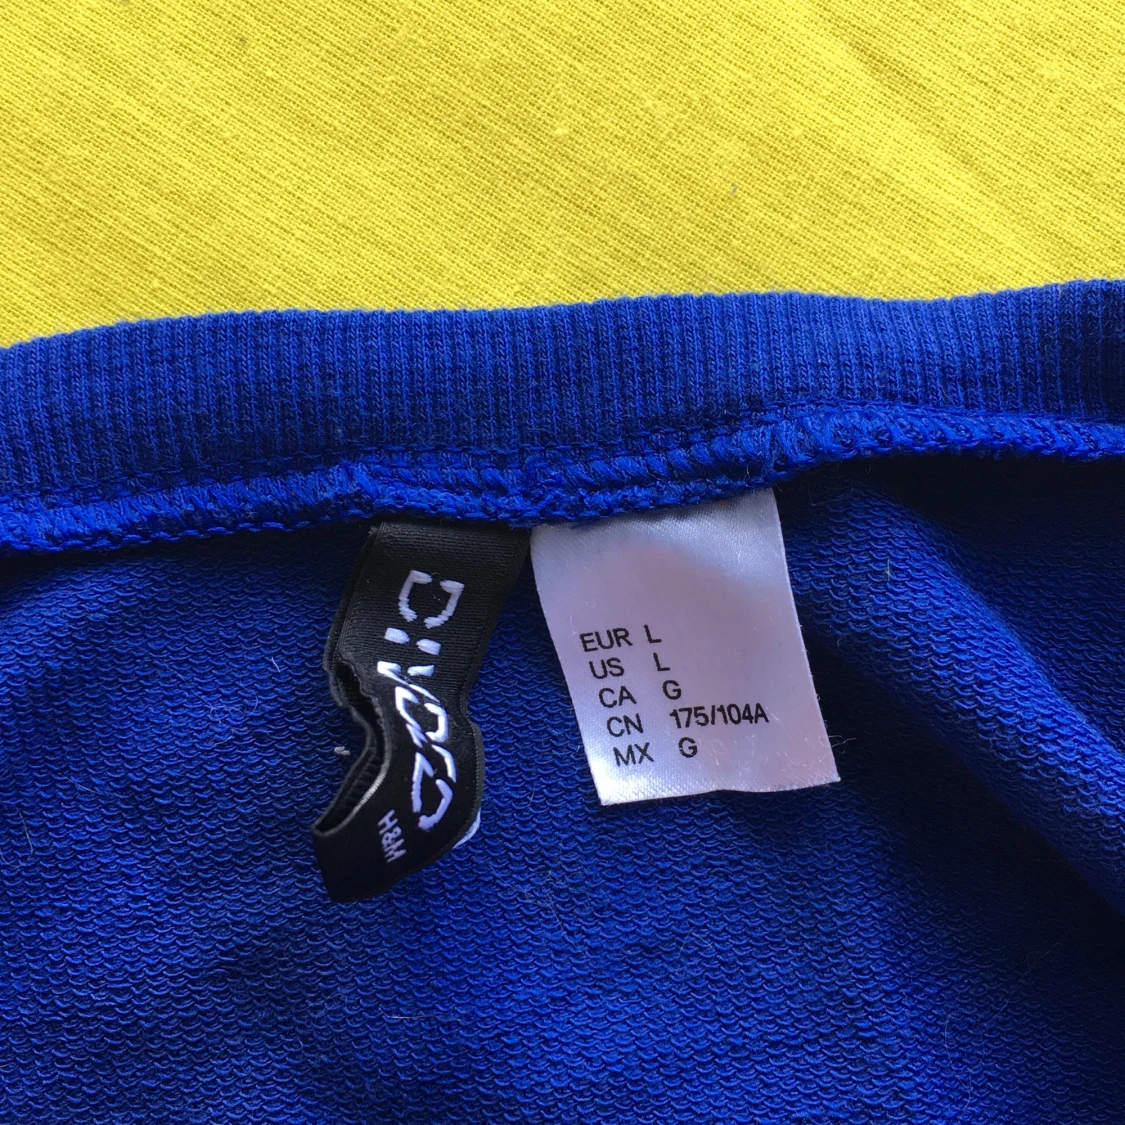 DIVIDED
H&M
EUR L
US L
CA G
CN 175/104A
MX G